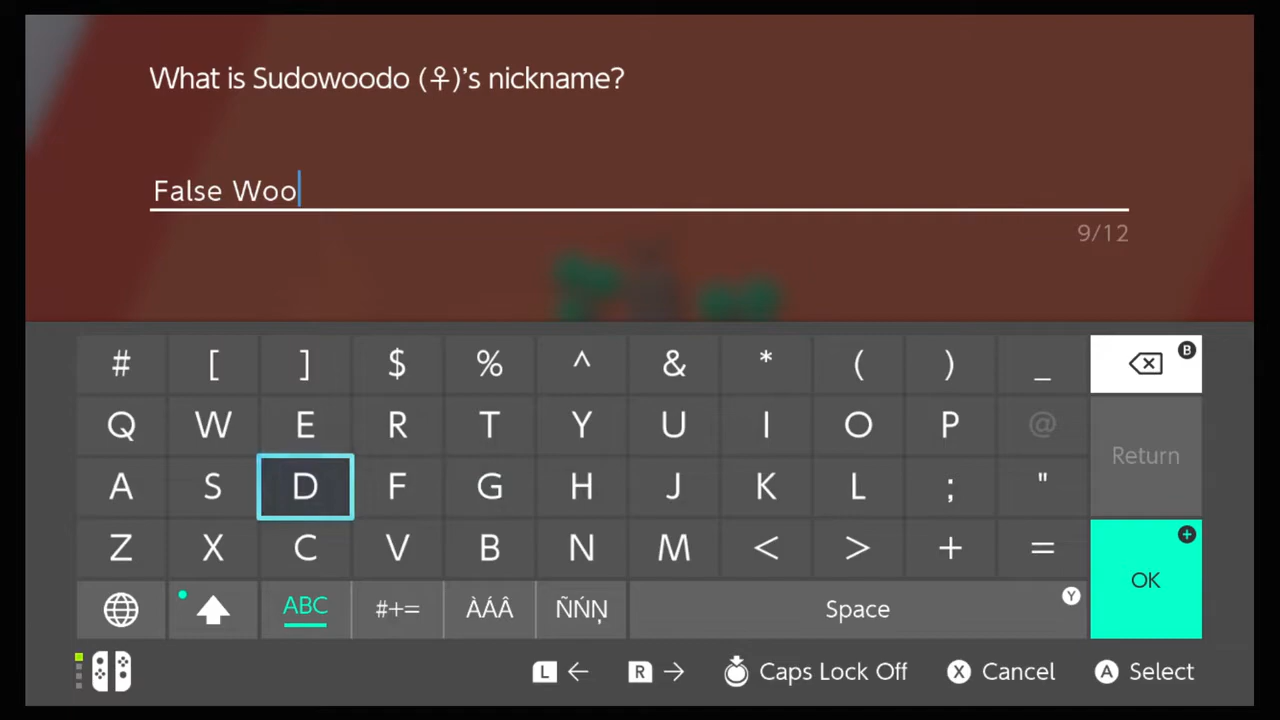 What is Sudowoodo (♀)'s nickname?
False Woo
9/12
# [ ] $ % ^ & * ( ) _ B
Q W E R T Y U I O P @ Return
A S D F G H J K L ; "
Z X C V B N M < > + = OK +
ABC #+= ÀÁÂ ÑŃŅ Space Y
L ← R → Caps Lock Off X Cancel A Select